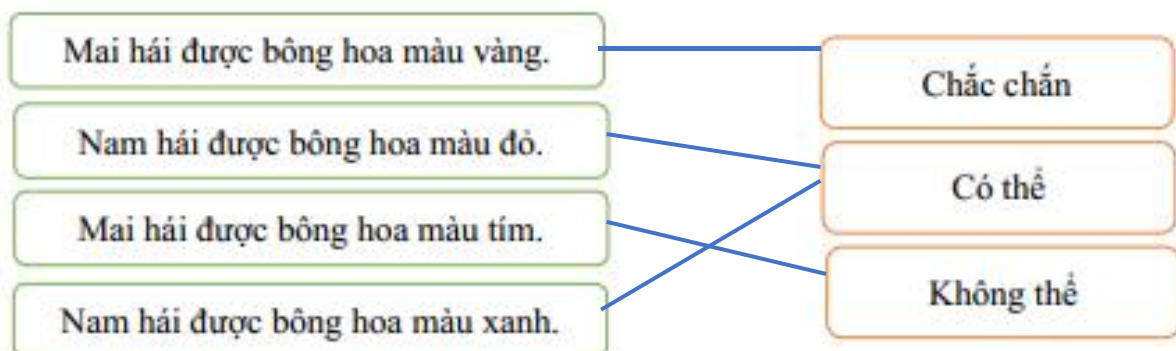 Mai hái được bông hoa màu vàng.
Nam hái được bông hoa màu đỏ.
Mai hái được bông hoa màu tím.
Nam hái được bông hoa màu xanh.
Chắc chắn
Có thể
Không thể